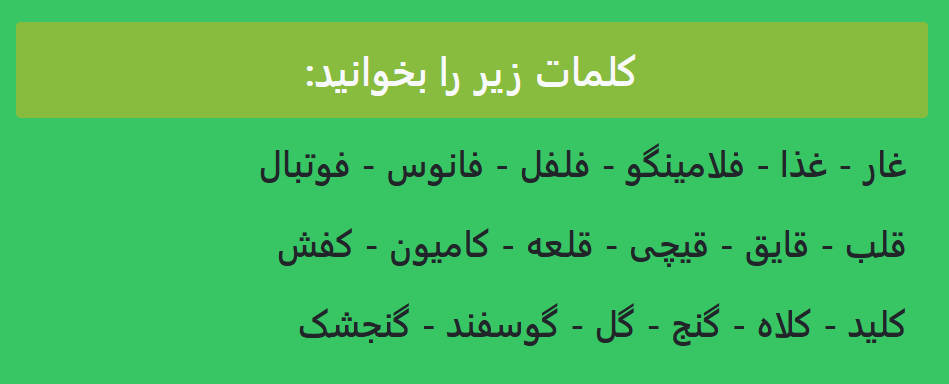 کلمات زیر را بخوانید:
غار - غذا - فلامینگو - فلفل - فانوس - فوتبال
قلب - قایق - قیچی - قلعه - کامیون - کفش
کلید - کلاه - گنج - گل - گوسفند - گنجشک